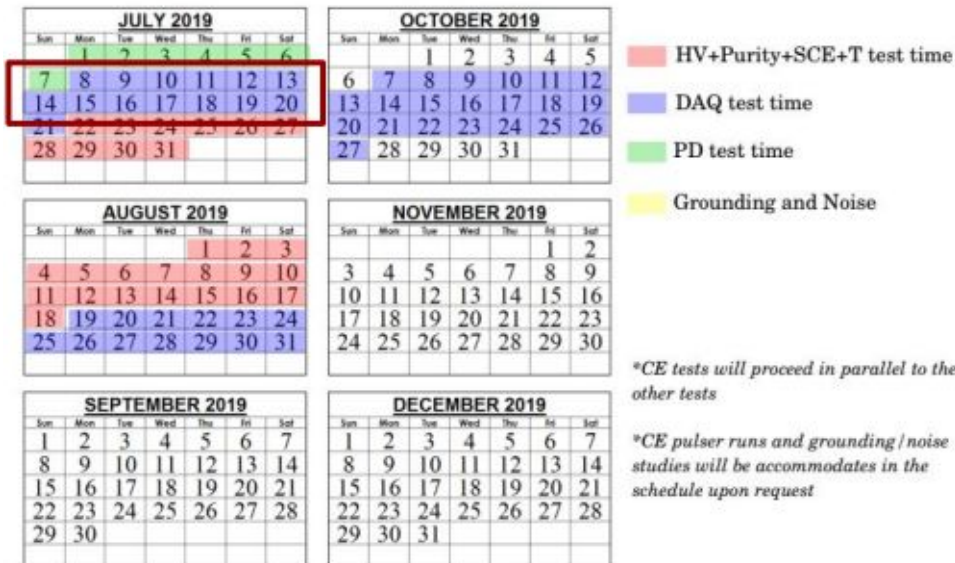 JULY 2019
Sun Mon Tue Wed Thu Fri Sat
1 2 3 4 5 6
7 8 9 10 11 12 13
14 15 16 17 18 19 20
21 22 23 24 25 26 27
28 29 30 31
AUGUST 2019
Sun Mon Tue Wed Thu Fri Sat
1 2 3
4 5 6 7 8 9 10
11 12 13 14 15 16 17
18 19 20 21 22 23 24
25 26 27 28 29 30 31
SEPTEMBER 2019
Sun Mon Tue Wed Thu Fri Sat
1 2 3 4 5 6 7
8 9 10 11 12 13 14
15 16 17 18 19 20 21
22 23 24 25 26 27 28
29 30
OCTOBER 2019
Sun Mon Tue Wed Thu Fri Sat
1 2 3 4 5
6 7 8 9 10 11 12
13 14 15 16 17 18 19
20 21 22 23 24 25 26
27 28 29 30 31
NOVEMBER 2019
Sun Mon Tue Wed Thu Fri Sat
1 2
3 4 5 6 7 8 9
10 11 12 13 14 15 16
17 18 19 20 21 22 23
24 25 26 27 28 29 30
DECEMBER 2019
Sun Mon Tue Wed Thu Fri Sat
1 2 3 4 5 6 7
8 9 10 11 12 13 14
15 16 17 18 19 20 21
22 23 24 25 26 27 28
29 30 31
HV+Purity+SCE+T test time
DAQ test time
PD test time
Grounding and Noise
*CE tests will proceed in parallel to the
other tests
*CE pulser runs and grounding/noise
studies will be accommodates in the
schedule upon request